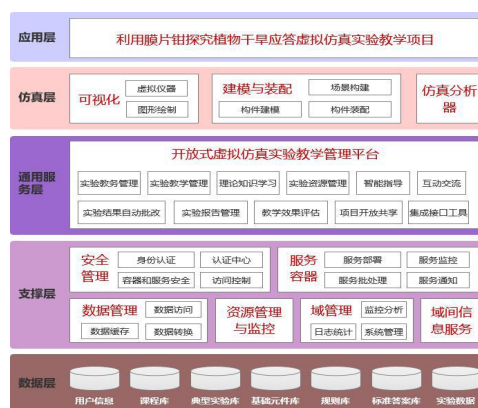 应用层
利用膜片钳探究植物干旱应答虚拟仿真实验教学项目
仿真层
可视化
虚拟仪器
图形绘制
建模与装配
场景构建
构件建模
构件装配
仿真分析
器
通用服
务层
开放式虚拟仿真实验教学管理平台
实验教务管理 实验教学管理 理论知识学习 实验资源管理 智能指导 互动交流
实验结果自动批改 实验报告管理 教学效果评估 项目开放共享 集成接口工具
支撑层
安全
管理
身份认证 认证中心
容器和服务安全 访问控制
服务
容器
服务部署 服务监控
服务批处理 服务通知
数据管理
数据访问
数据缓存 数据转换
资源管理
与监控
域管理
监控分析
日志统计 系统管理
域间信
息服务
数据层
用户信息 课程库 典型实验库 基础元件库 规则库 标准答案库 实验数据